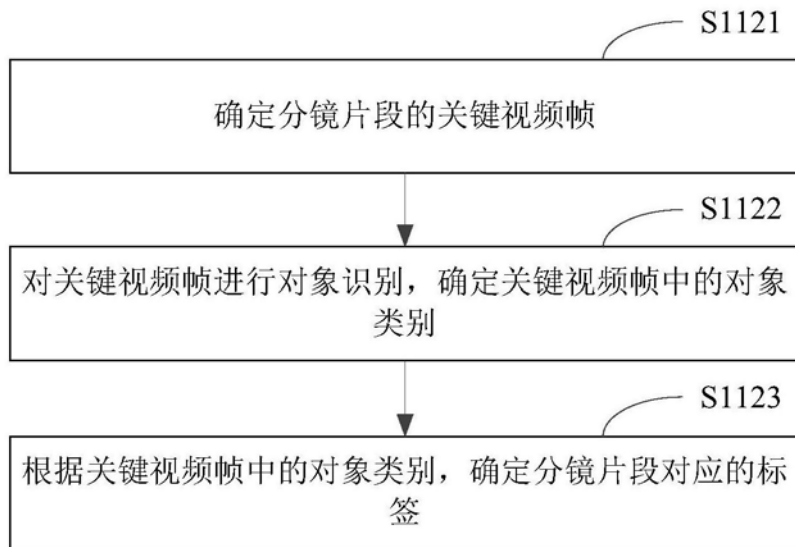 S1121
确定分镜片段的关键视频帧
S1122
对关键视频帧进行对象识别，确定关键视频帧中的对象
类别
S1123
根据关键视频帧中的对象类别，确定分镜片段对应的标
签